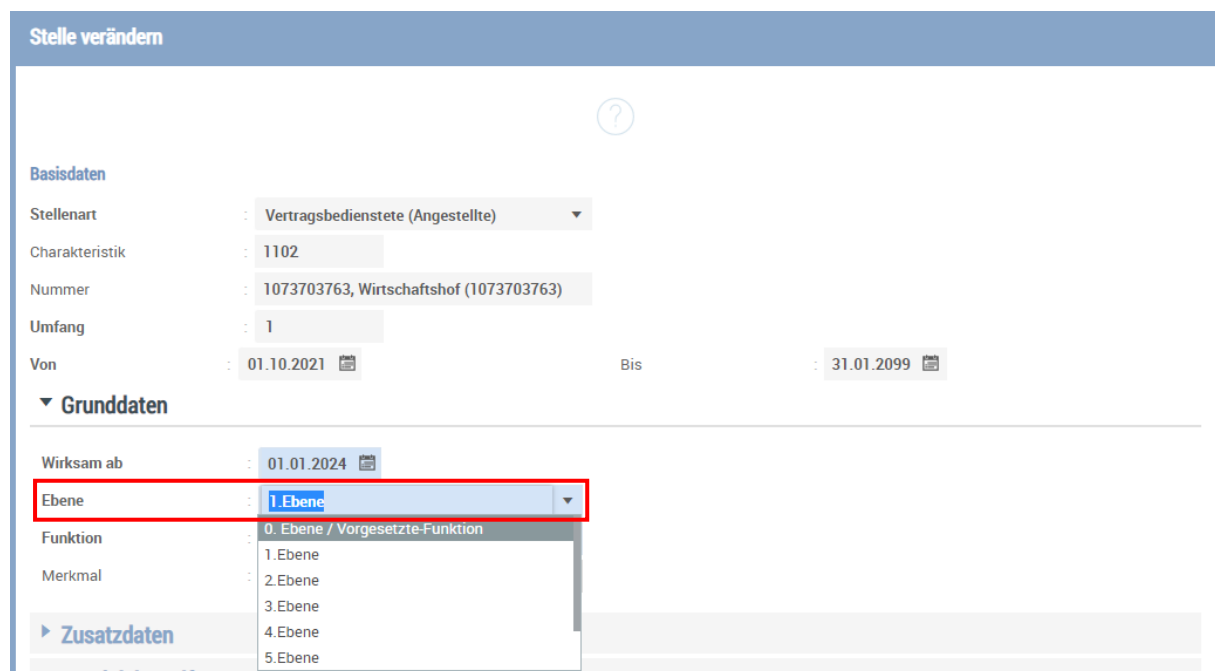 Stelle verändern
?
Basisdaten
Stellenart : Vertragsbedienstete (Angestellte)
Charakteristik : 1102
Nummer : 1073703763, Wirtschaftshof (1073703763)
Umfang : 1
Von : 01.10.2021 Bis : 31.01.2099
Grunddaten
Wirksam ab : 01.01.2024
Ebene : 1.Ebene
0. Ebene / Vorgesetzte-Funktion
Funktion :
1.Ebene
Merkmal :
2.Ebene
3.Ebene
Zusatzdaten
4.Ebene
5.Ebene